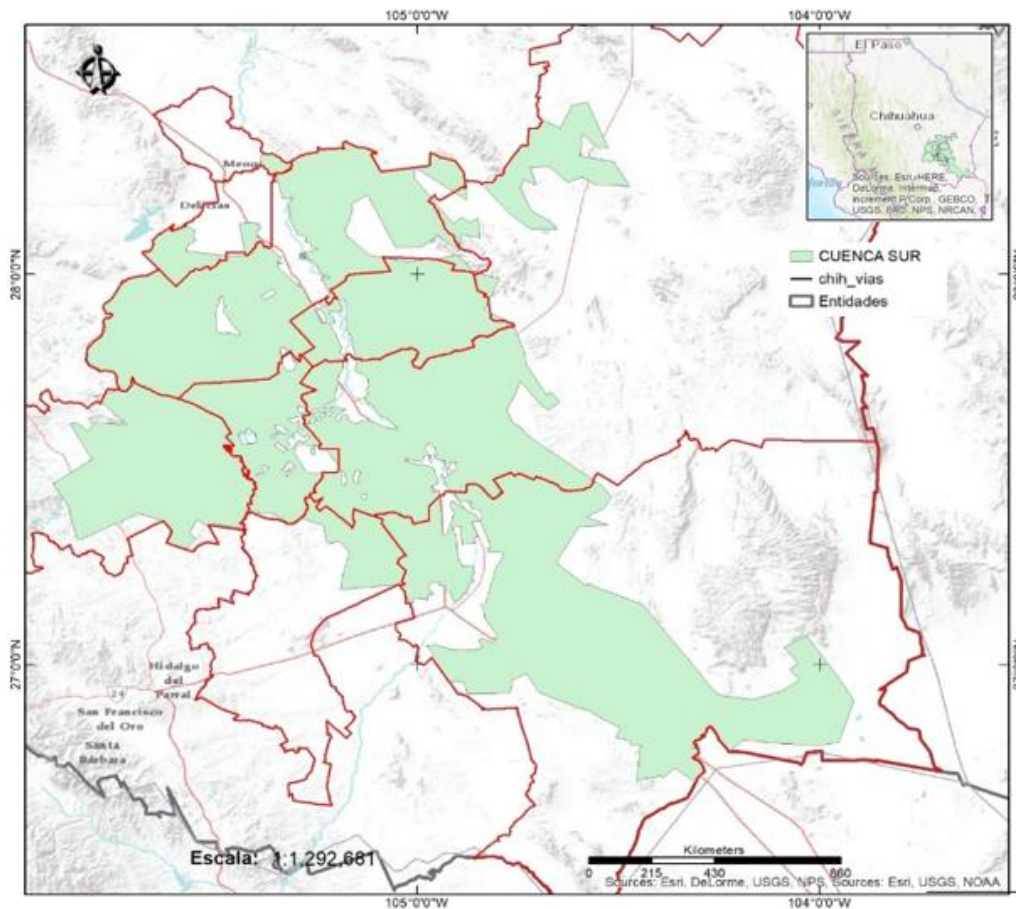 105°0'0"W
104°0'0"W
El Paso
Chihuahua
SIERRA
Sources: Esri, HERE,
DeLorme, Intermap,
increment P Corp., GEBCO,
USGS, FAO, NPS, NRCAN,
Meoqui
Delicias
28°0'0"N
CUENCA SUR
chih_vias
Entidades
27°0'0"N
Hidalgo
del
Parral
24
San Francisco
del Oro
Santa
Bárbara
Escala: 1:1,292,681
Kilometers
0 215 430 860
Sources: Esri, DeLorme, USGS, NPS, Sources: Esri, USGS, NOAA
105°0'0"W
104°0'0"W